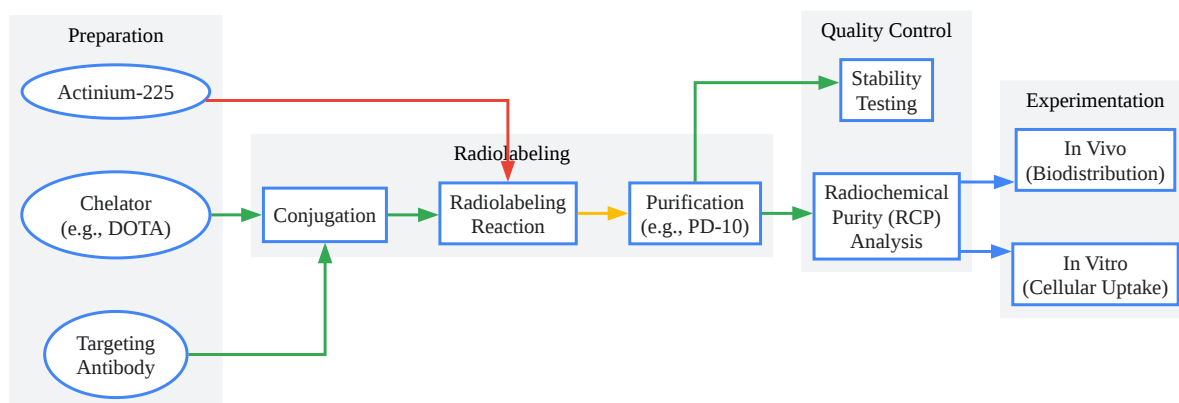 Preparation
Actinium-225
Chelator
(e.g., DOTA)
Targeting
Antibody
Radiolabeling
Conjugation
Radiolabeling
Reaction
Purification
(e.g., PD-10)
Quality Control
Stability
Testing
Radiochemical
Purity (RCP)
Analysis
Experimentation
In Vivo
(Biodistribution)
In Vitro
(Cellular Uptake)